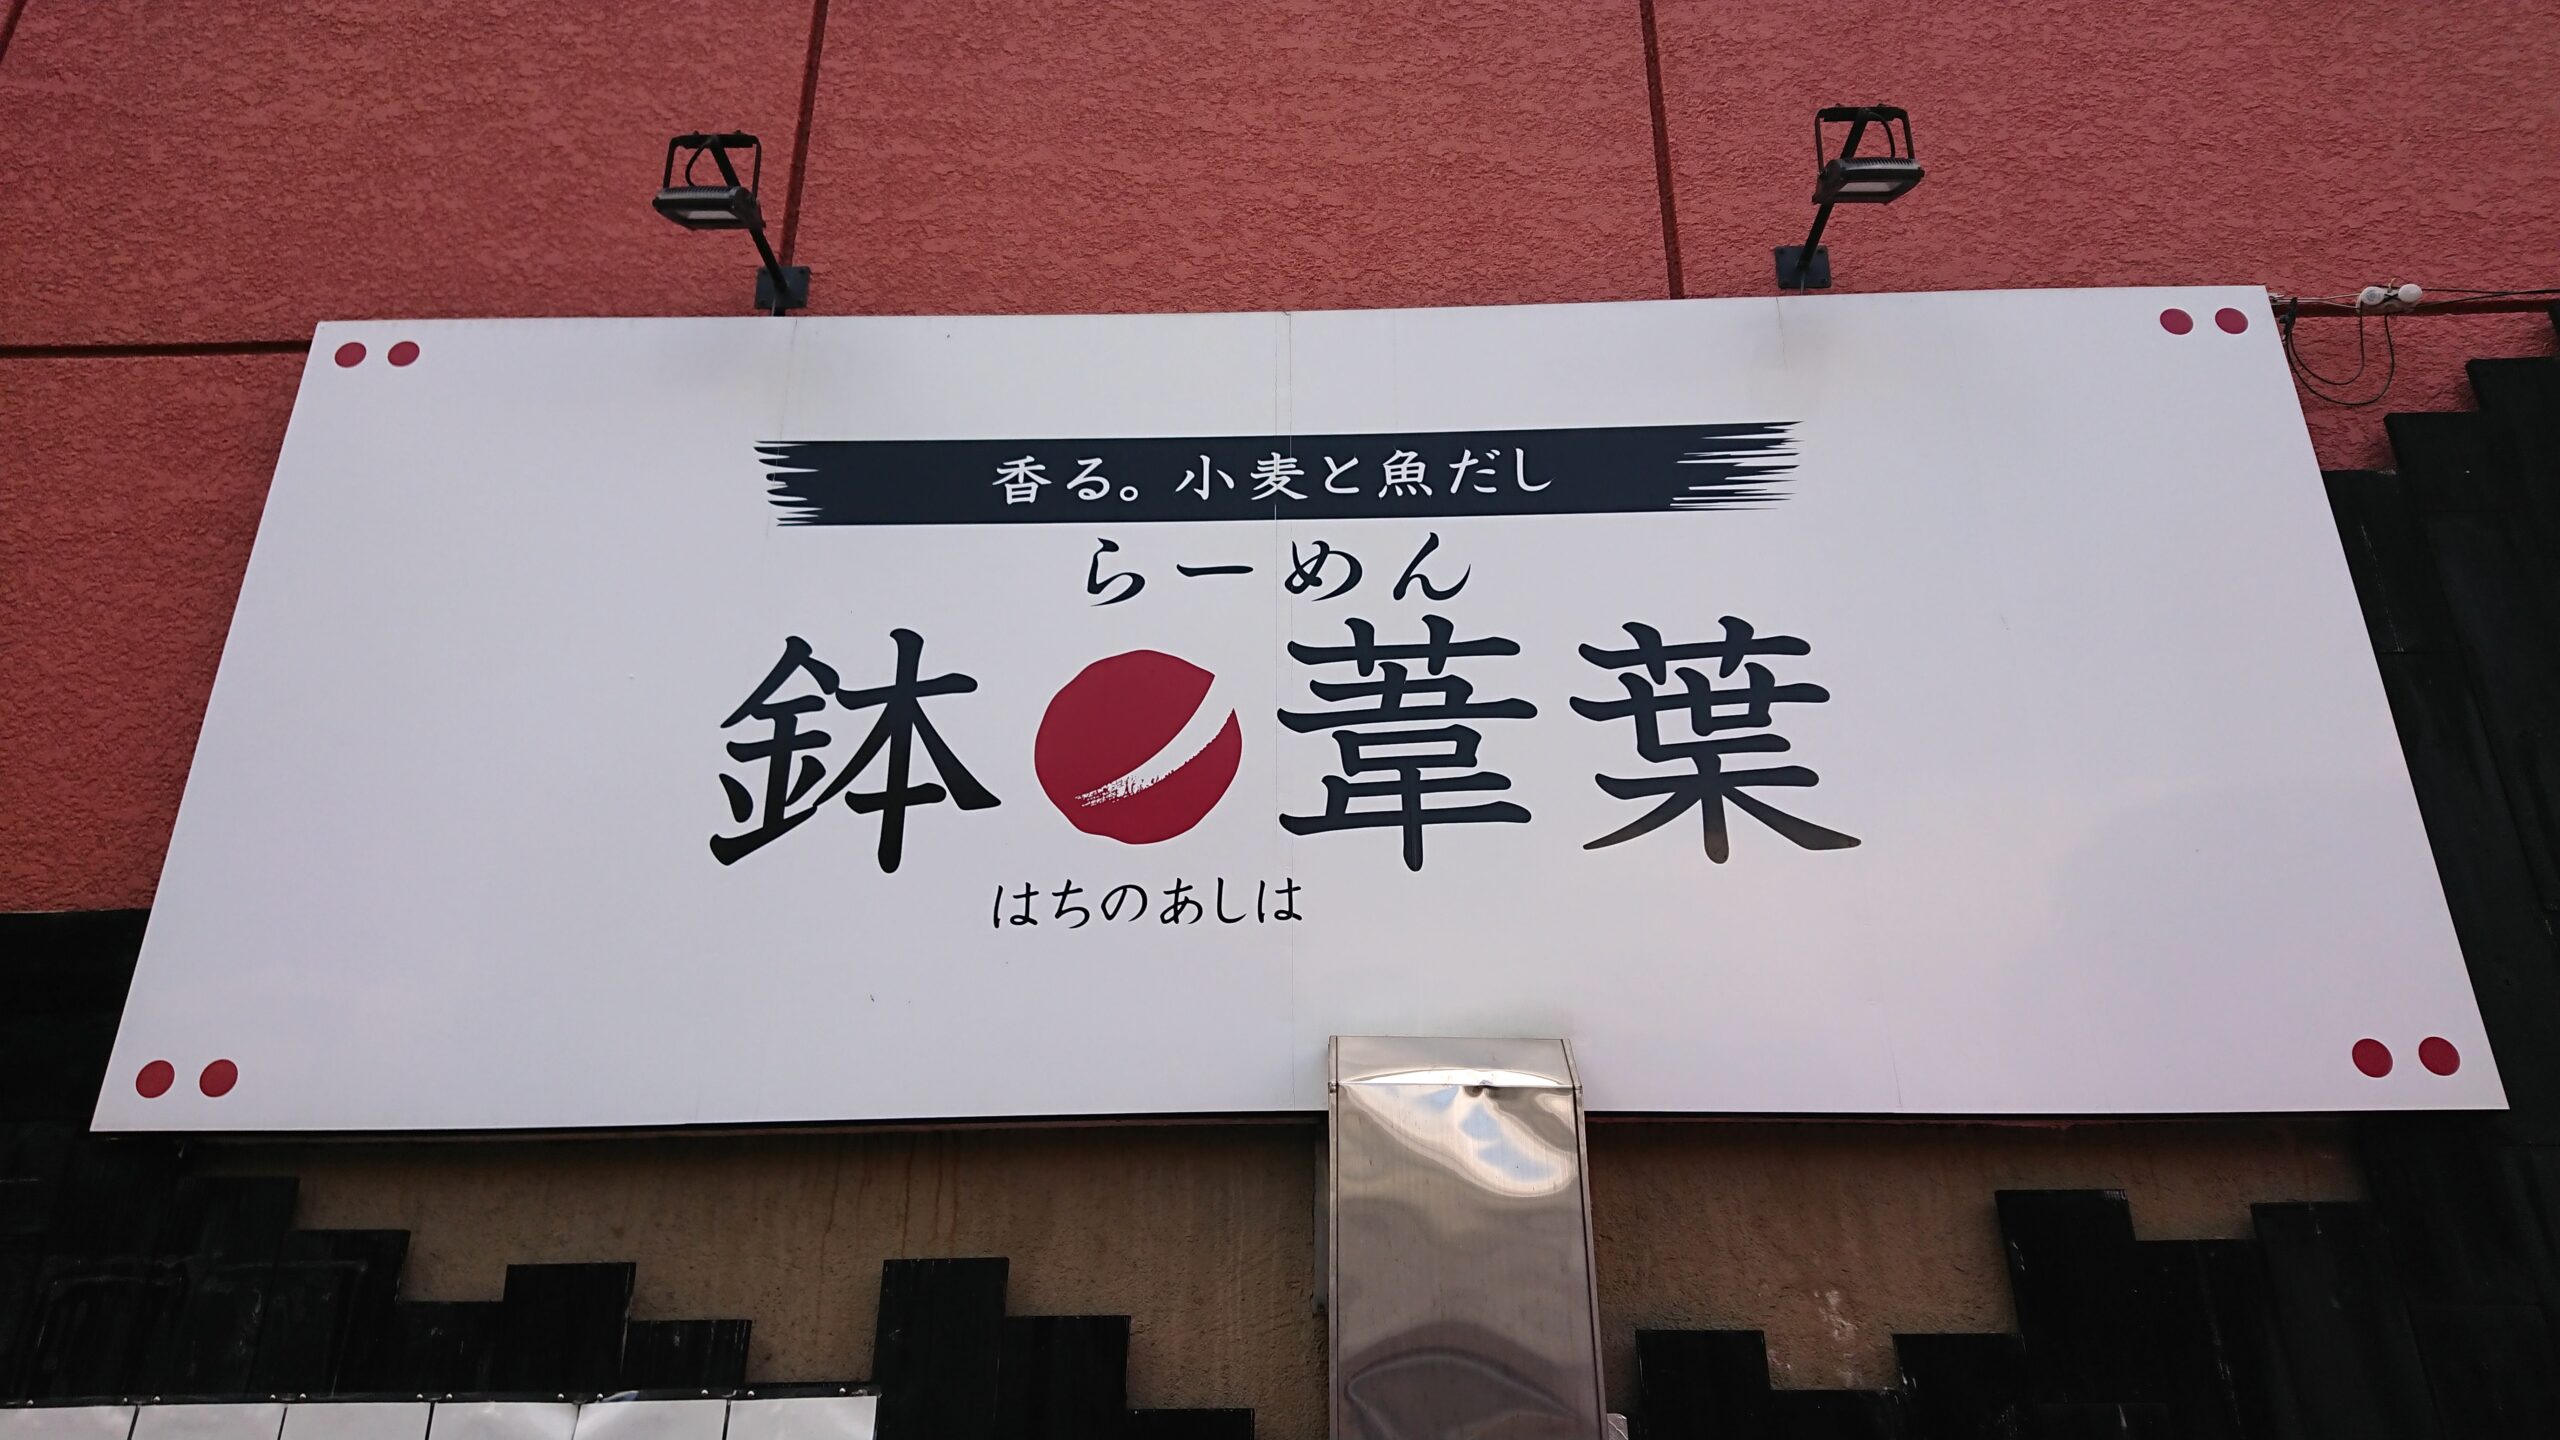 香る。小麦と魚だし
らーめん
鉢ノ葦葉
はちのあしは